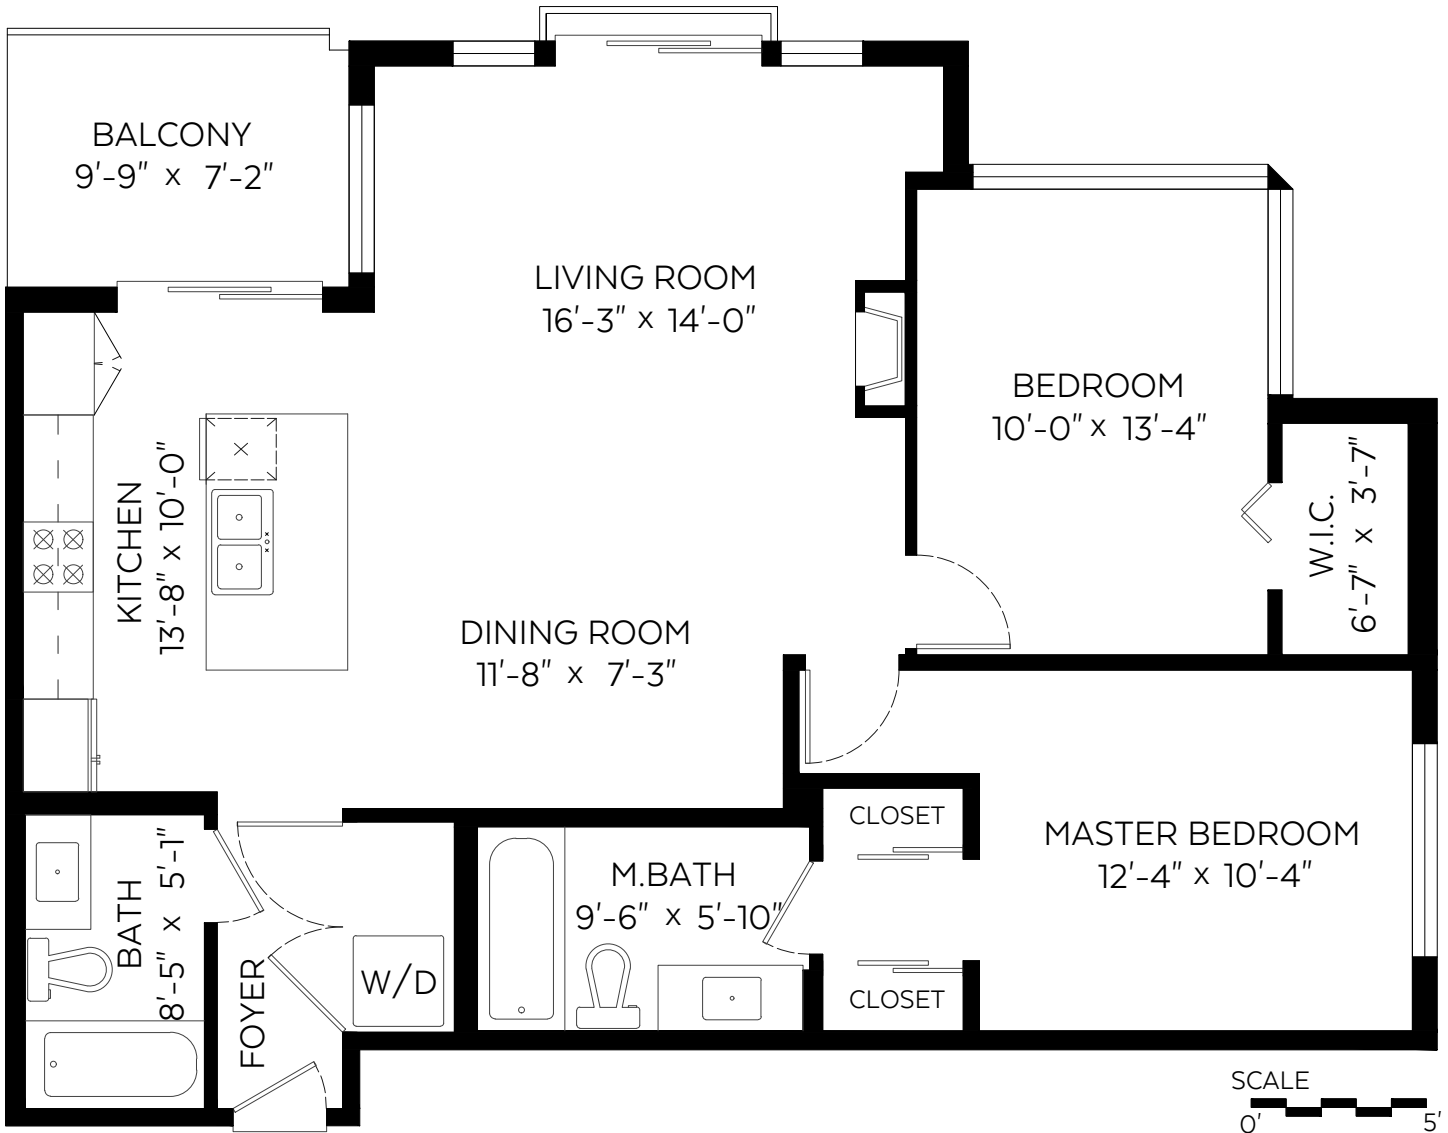 BALCONY
9'-9" x 7'-2"
LIVING ROOM
16'-3" x 14'-0"
BEDROOM
10'-0" x 13'-4"
KITCHEN
13'-8" x 10'-0"
X
W.I.C.
6'-7" x 3'-7"
DINING ROOM
11'-8" x 7'-3"
CLOSET
MASTER BEDROOM
12'-4" x 10'-4"
M.BATH
9'-6" x 5'-10"
BATH
8'-5" x 5'-1"
FOYER
W/D
CLOSET
SCALE
0' 5'